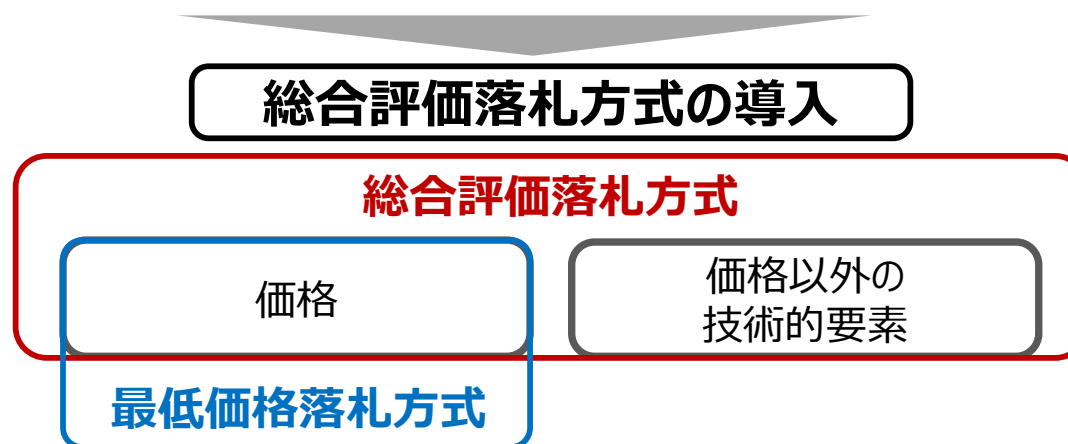 総合評価落札方式の導入
総合評価落札方式
価格
価格以外の
技術的要素
最低価格落札方式